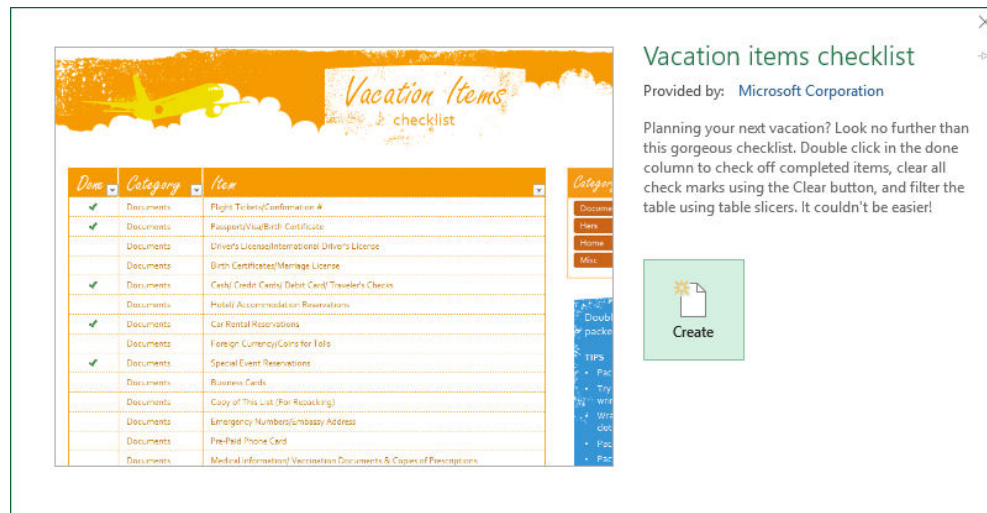 Vacation Items
checklist
Done Category Item
Documents Flight Tickets/Confirmation #
Documents Passport/Visa/Birth Certificate
Documents Driver's License/International Driver's License
Documents Birth Certificates/Marriage License
Documents Cash/ Credit Cards/ Debit Card/ Traveler's Checks
Documents Hotel/ Accommodation Reservations
Documents Car Rental Reservations
Documents Foreign Currency/Coins for Tolls
Documents Special Event Reservations
Documents Business Cards
Documents Copy of This List (For Repacking)
Documents Emergency Numbers/Embassy Address
Documents Pre-Paid Phone Card
Documents Medical Information/ Vaccination Documents & Copies of Prescriptions
Categor
Docume
Hers
Home
Misc
Doubl
packe
TIPS
• Pac
• Try
wrin
• Wra
clot
• Pac
• Pac
Vacation items checklist
Provided by: Microsoft Corporation
Planning your next vacation? Look no further than
this gorgeous checklist. Double click in the done
column to check off completed items, clear all
check marks using the Clear button, and filter the
table using table slicers. It couldn't be easier!
Create